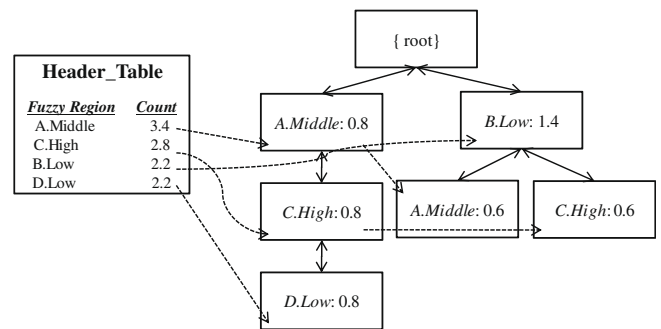 { root}
Header_Table
Fuzzy Region Count
A.Middle 3.4
C.High 2.8
B.Low 2.2
D.Low 2.2
A.Middle: 0.8
B.Low: 1.4
C.High: 0.8
A.Middle: 0.6
C.High: 0.6
D.Low: 0.8